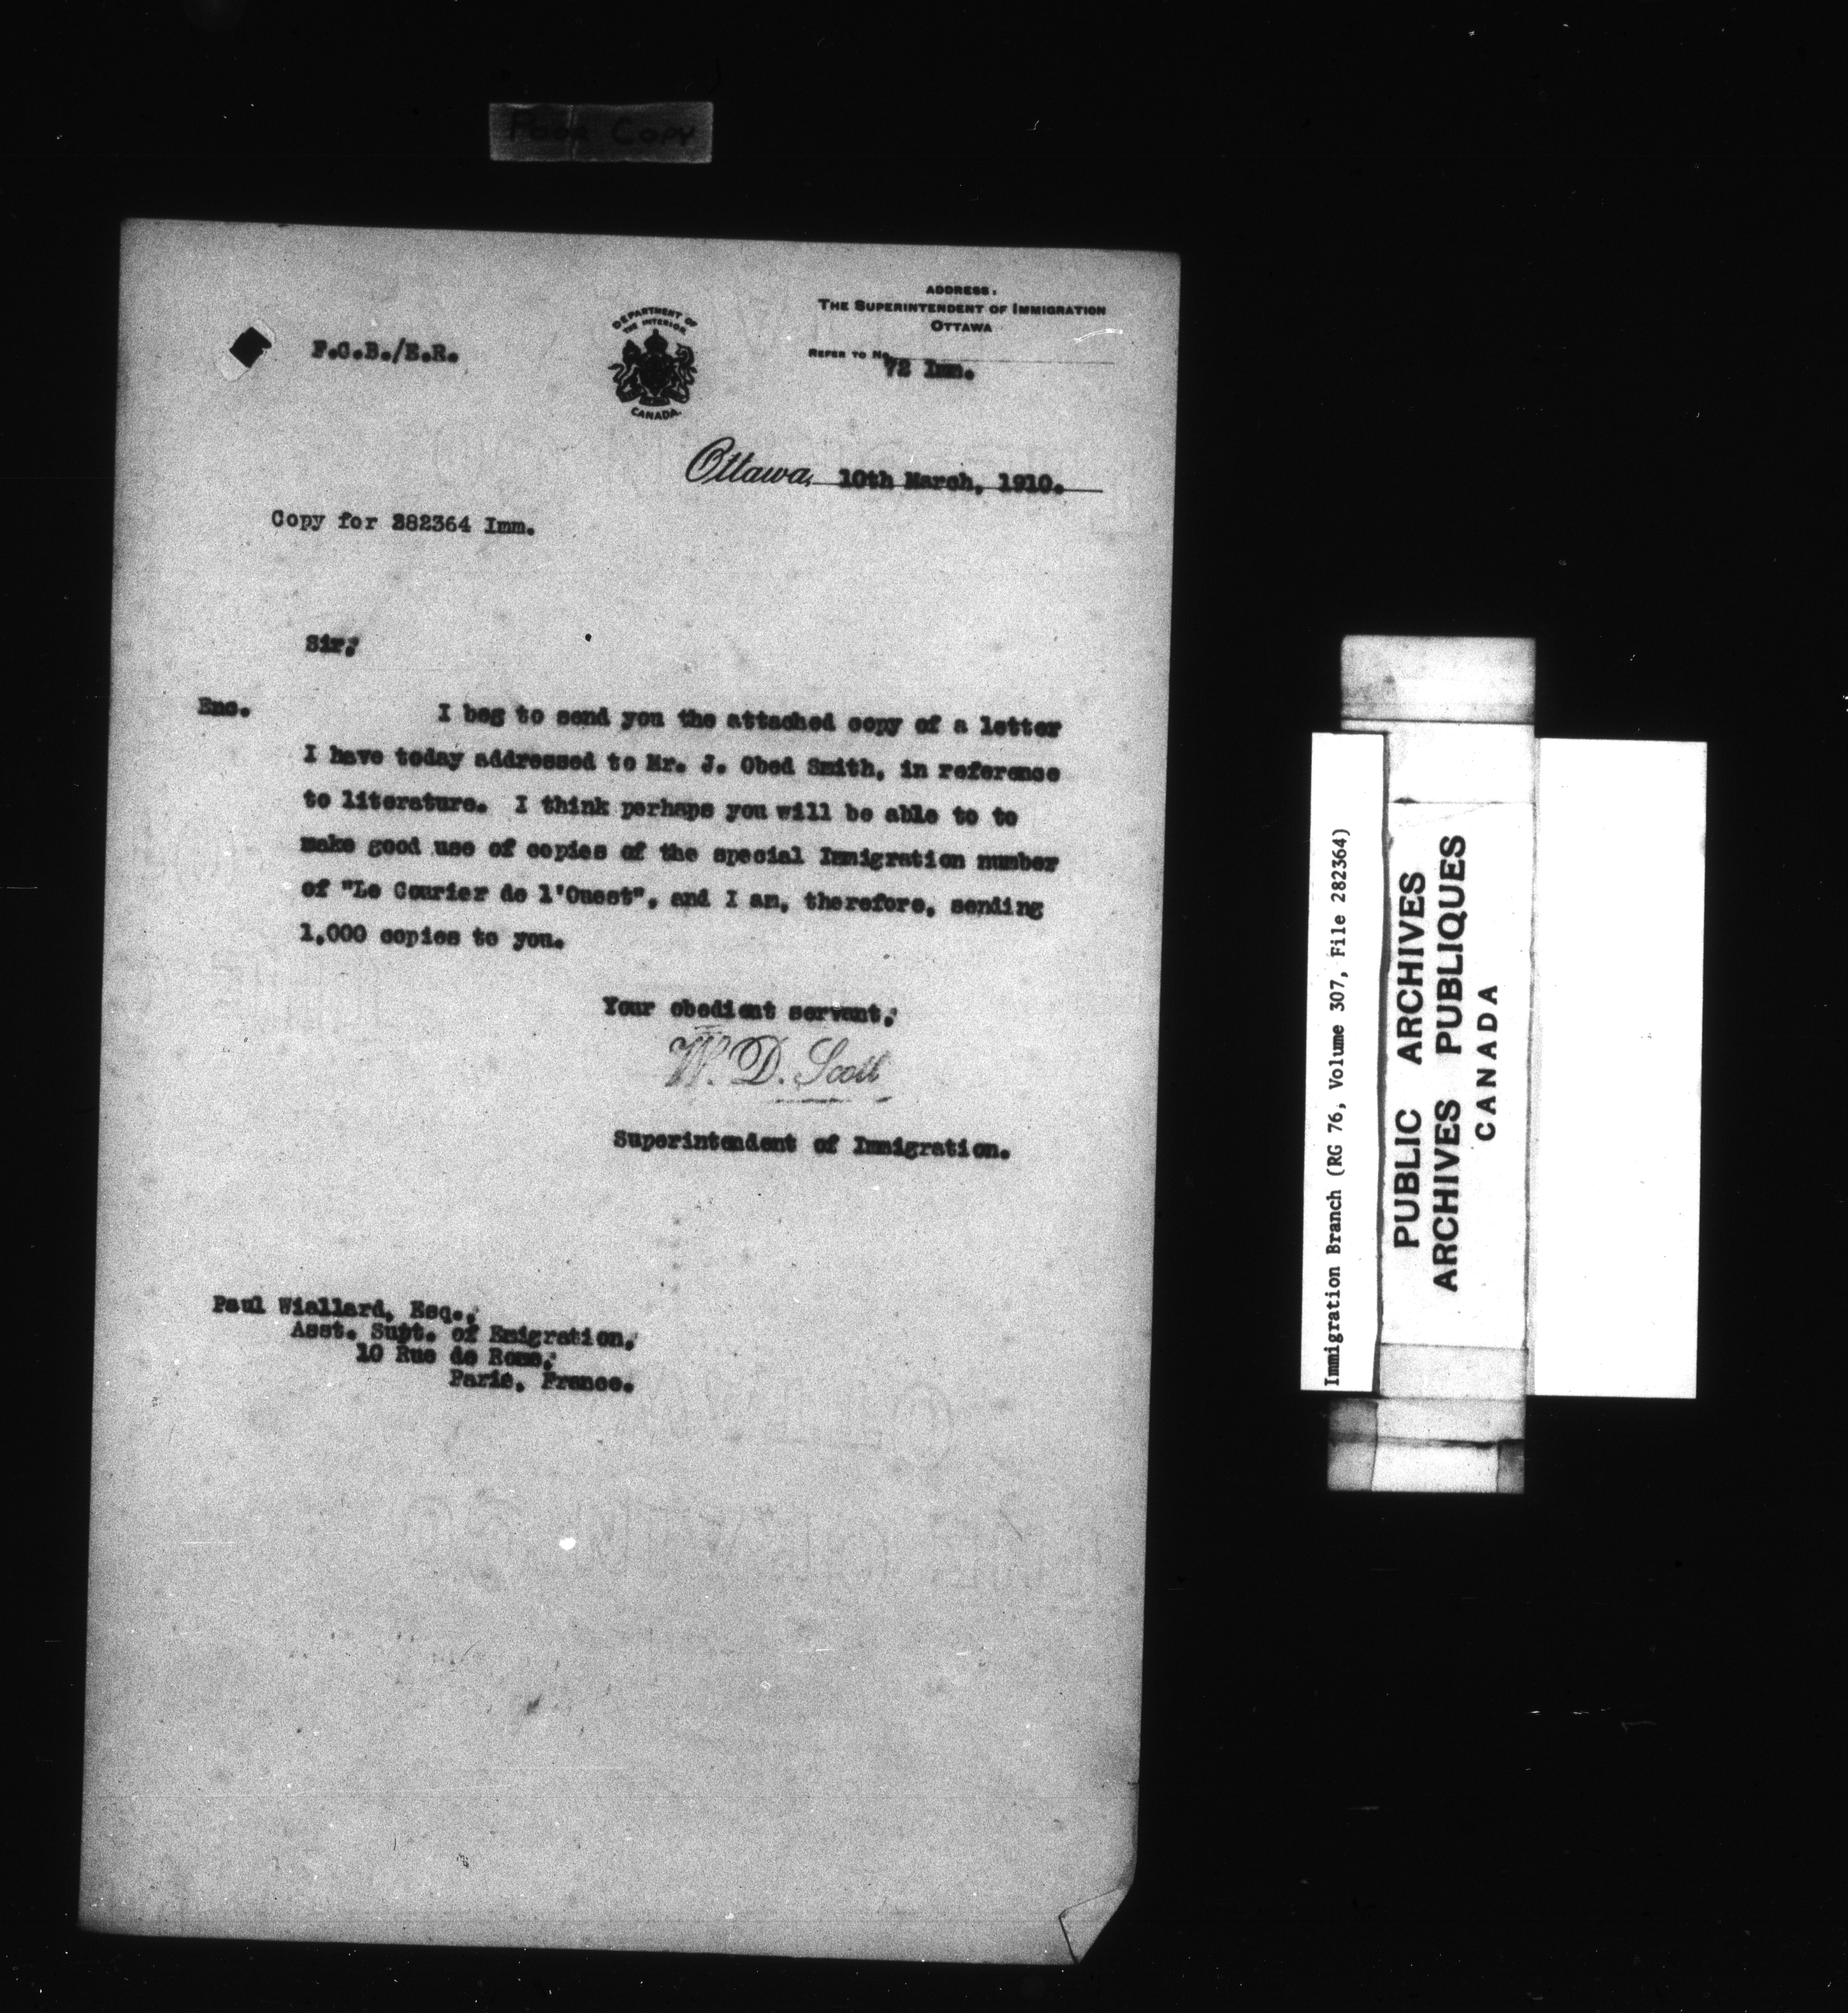 Poor Copy
ADDRESS:
THE SUPERINTENDENT OF IMMIGRATION
OTTAWA
F.C.B./E.R.
DEPARTMENT OF
THE INTERIOR
CANADA.
REFER TO No.
72 Imm.
Ottawa, 10th March, 1910.
Copy for 282364 Imm.
Sir,
Enc. I beg to send you the attached copy of a letter
I have today addressed to Mr. J. Obed Smith, in reference
to literature. I think perhaps you will be able to to
make good use of copies of the special Immigration number
of "Le Courier de l'Ouest", and I am, therefore, sending
1,000 copies to you.
Your obedient servant,
W. D. Scott
Superintendent of Immigration.
Paul Wiallard, Esq.,
Asst. Supt. of Emigration,
10 Rue de Rome,
Paris, France.
Immigration Branch (RG 76, Volume 307, File 282364)
PUBLIC ARCHIVES
ARCHIVES PUBLIQUES
CANADA